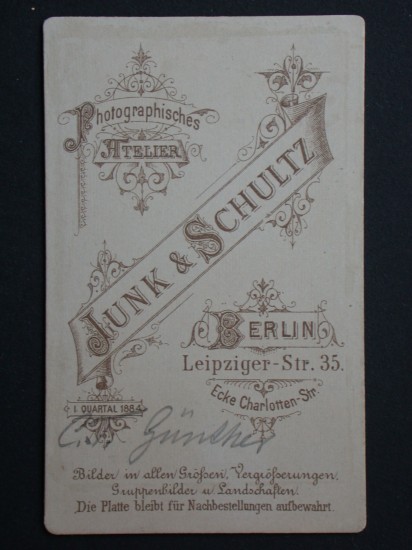 Photographisches
ATELIER
JUNK & SCHULTZ
BERLIN
Leipziger-Str. 35.
Ecke Charlotten-Str.
I. QUARTAL 1884
Günther
Bilder in allen Grössen, Vergrösserungen,
Gruppenbilder u. Landschaften.
Die Platte bleibt für Nachbestellungen aufbewahrt.